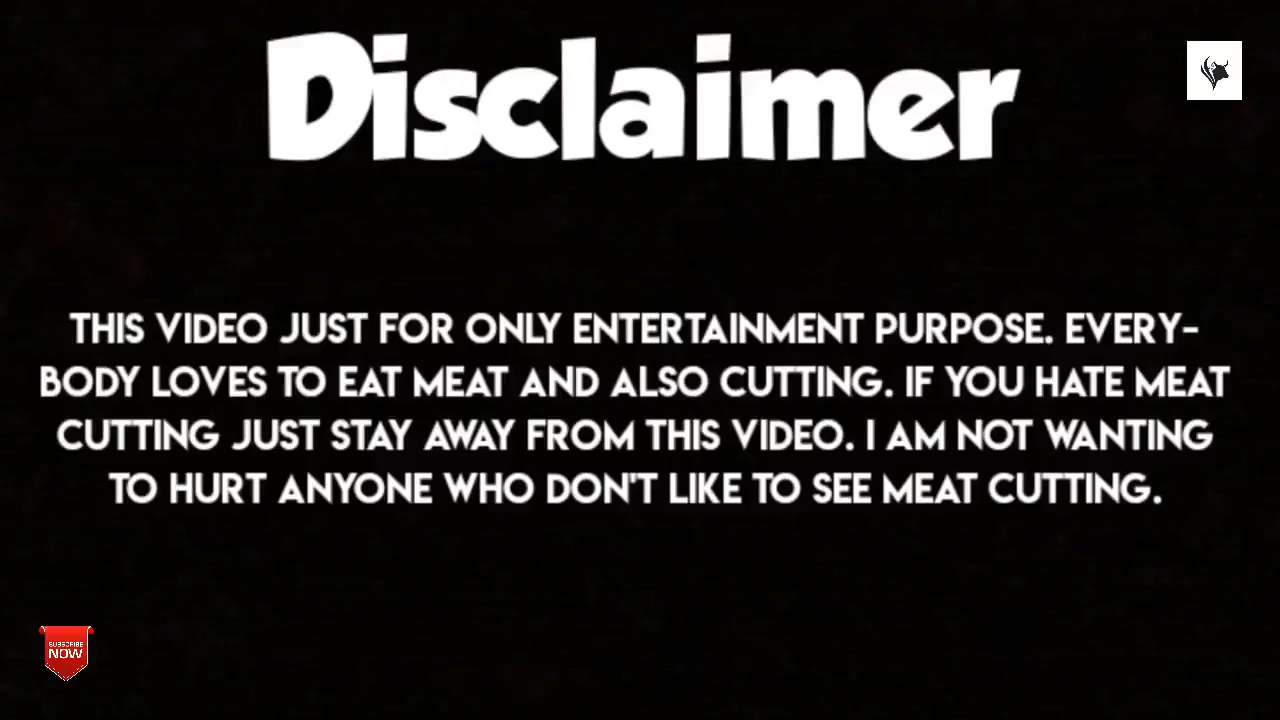 Disclaimer
THIS VIDEO JUST FOR ONLY ENTERTAINMENT PURPOSE. EVERY-
BODY LOVES TO EAT MEAT AND ALSO CUTTING. IF YOU HATE MEAT
CUTTING JUST STAY AWAY FROM THIS VIDEO. I AM NOT WANTING
TO HURT ANYONE WHO DON'T LIKE TO SEE MEAT CUTTING.
SUBSCRIBE
NOW